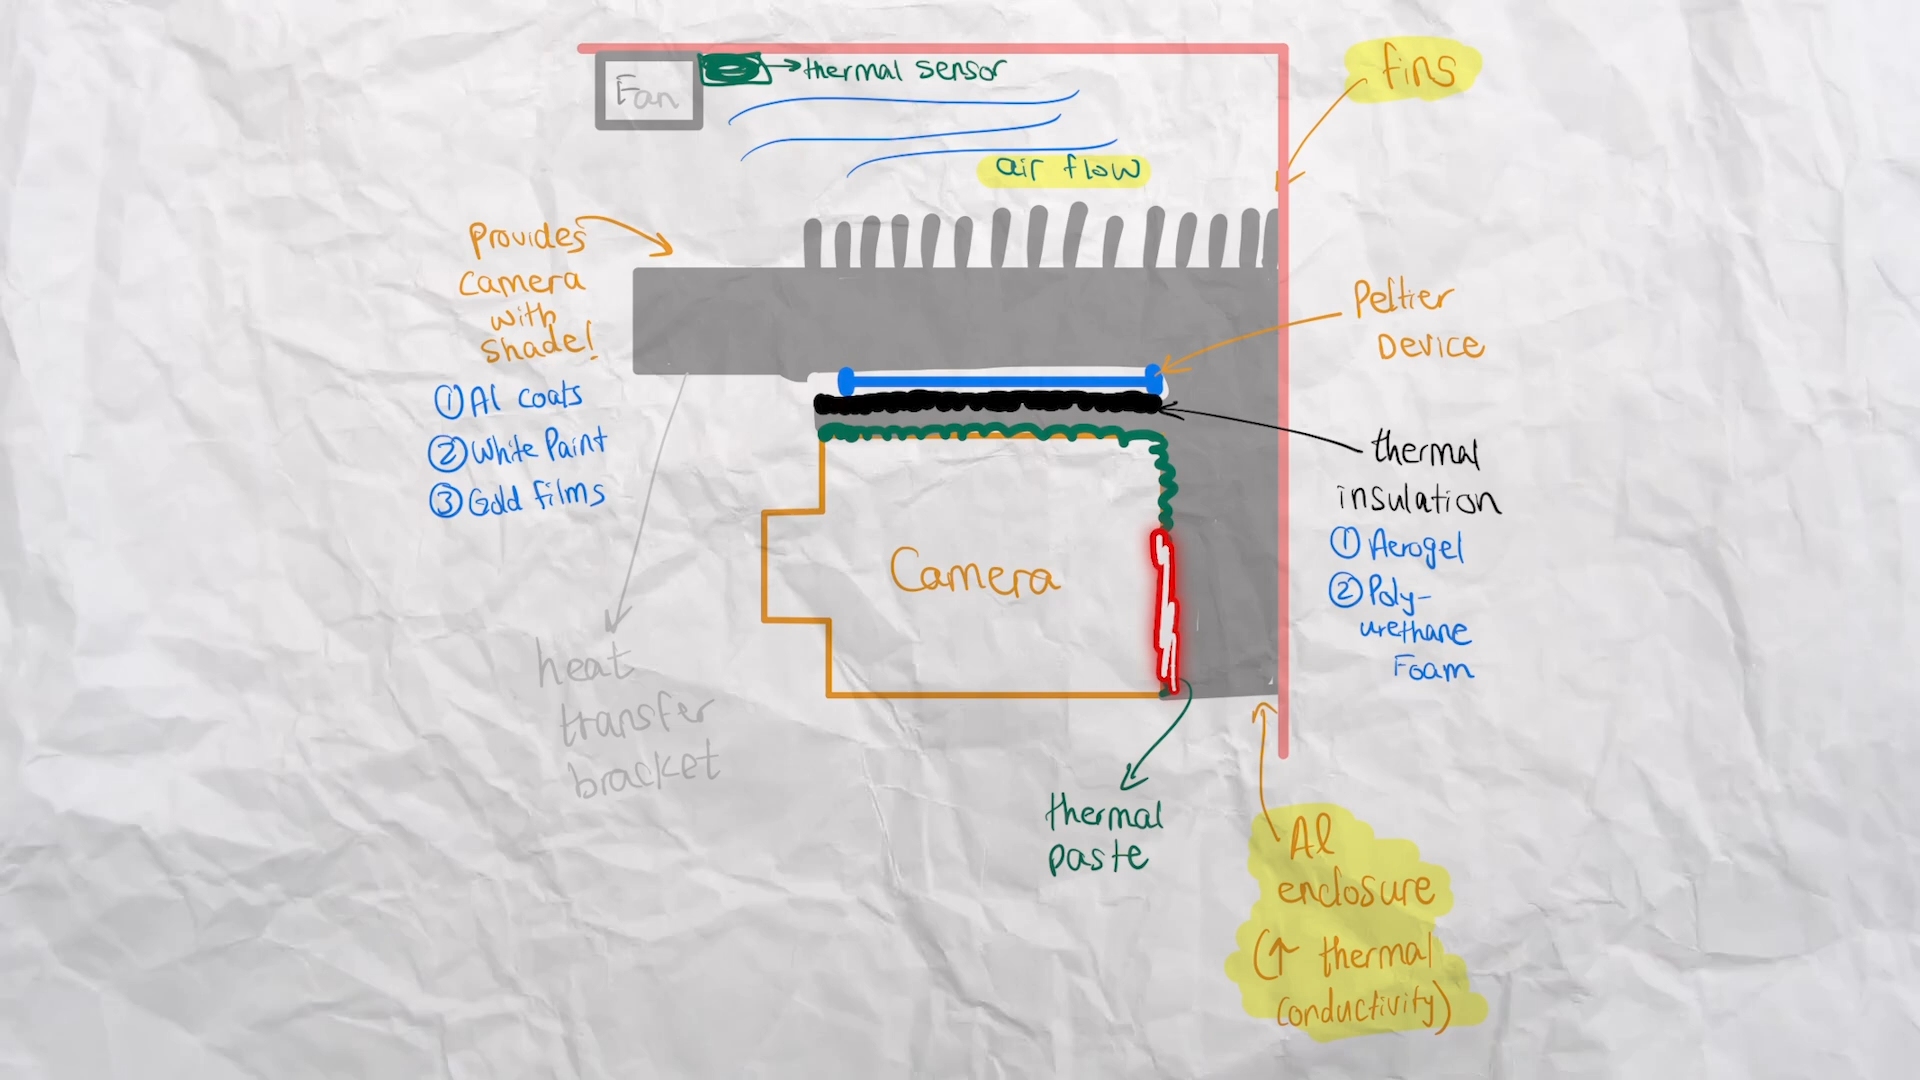 Fan
thermal sensor
fins
air flow
Provides
Camera
with
shade!
① Al coats
② White Paint
③ Gold films
Peltier
Device
thermal
insulation
① Aerogel
② Poly-
urethane
Foam
Camera
heat
transfer
bracket
thermal
paste
Al
enclosure
(↑ thermal
conductivity)